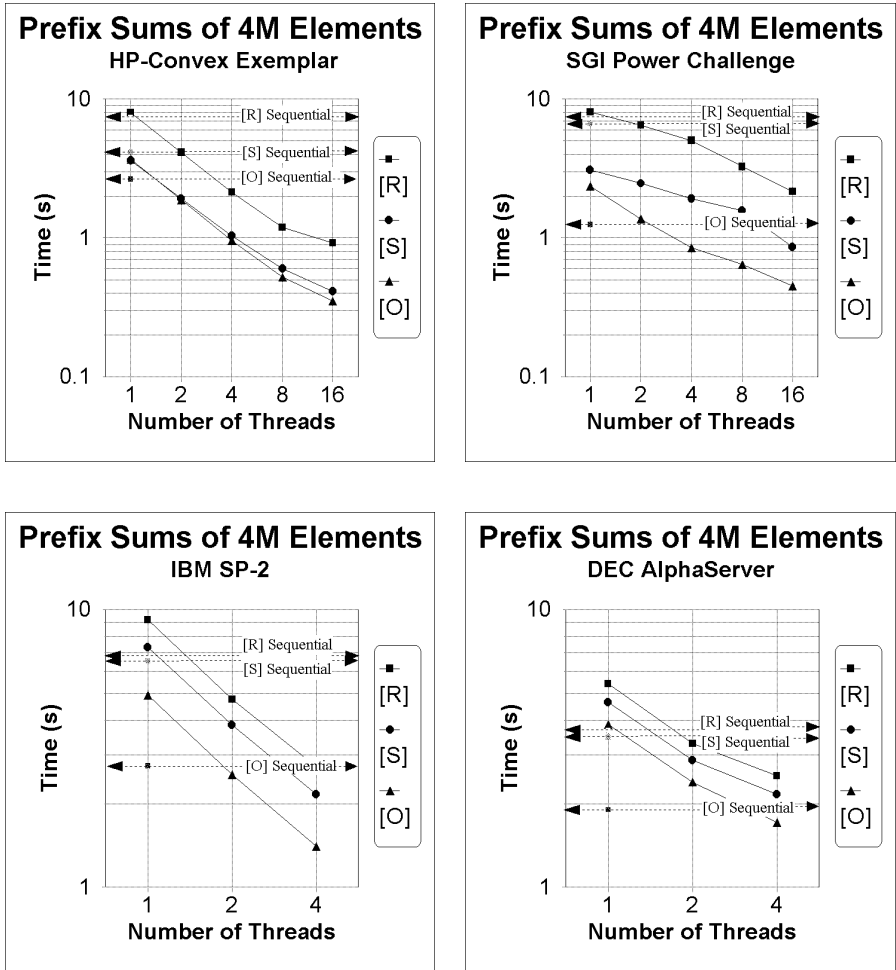 Prefix Sums of 4M Elements
HP-Convex Exemplar
10
1
0.1
Time (s)
[R] Sequential
[S] Sequential
[O] Sequential
1 2 4 8 16
Number of Threads
[R]
[S]
[O]
Prefix Sums of 4M Elements
SGI Power Challenge
10
1
0.1
Time (s)
[R] Sequential
[S] Sequential
[O] Sequential
1 2 4 8 16
Number of Threads
[R]
[S]
[O]
Prefix Sums of 4M Elements
IBM SP-2
10
1
Time (s)
[R] Sequential
[S] Sequential
[O] Sequential
1 2 4
Number of Threads
[R]
[S]
[O]
Prefix Sums of 4M Elements
DEC AlphaServer
10
1
Time (s)
[R] Sequential
[S] Sequential
[O] Sequential
1 2 4
Number of Threads
[R]
[S]
[O]